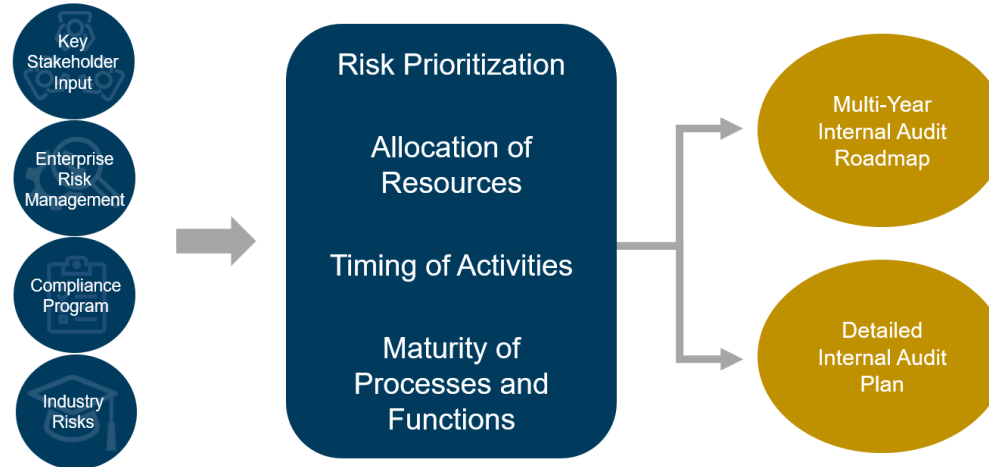 Key
Stakeholder
Input
Enterprise
Risk
Management
Compliance
Program
Industry
Risks
Risk Prioritization
Allocation of
Resources
Timing of Activities
Maturity of
Processes and
Functions
Multi-Year
Internal Audit
Roadmap
Detailed
Internal Audit
Plan